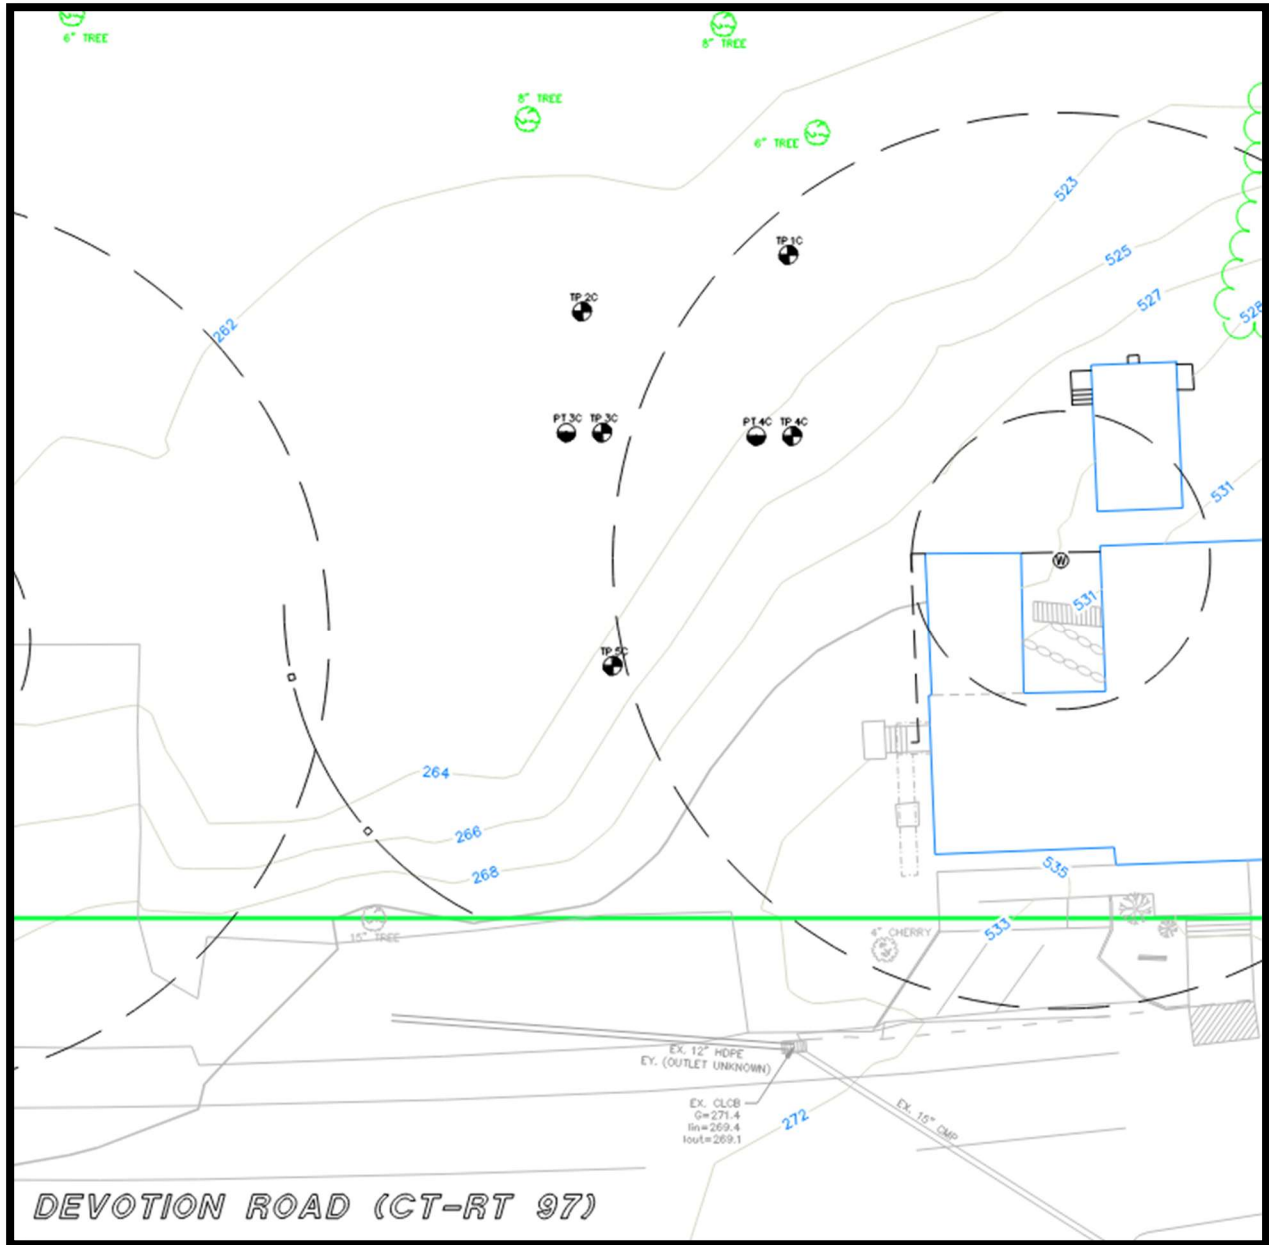 6" TREE
8" TREE
8" TREE
6" TREE
523
TP 1C
525
TP 2C
527
528
262
PT 3C TP 3C
PT 4C TP 4C
531
W
531
TP 5C
264
266
268
535
15" TREE
4" CHERRY
533
EX. 12" HDPE
EY. (OUTLET UNKNOWN)
EX. CLCB
G=271.4
Iin=269.4
Iout=269.1
272
EX. 15" CMP
DEVOTION ROAD (CT-RT 97)